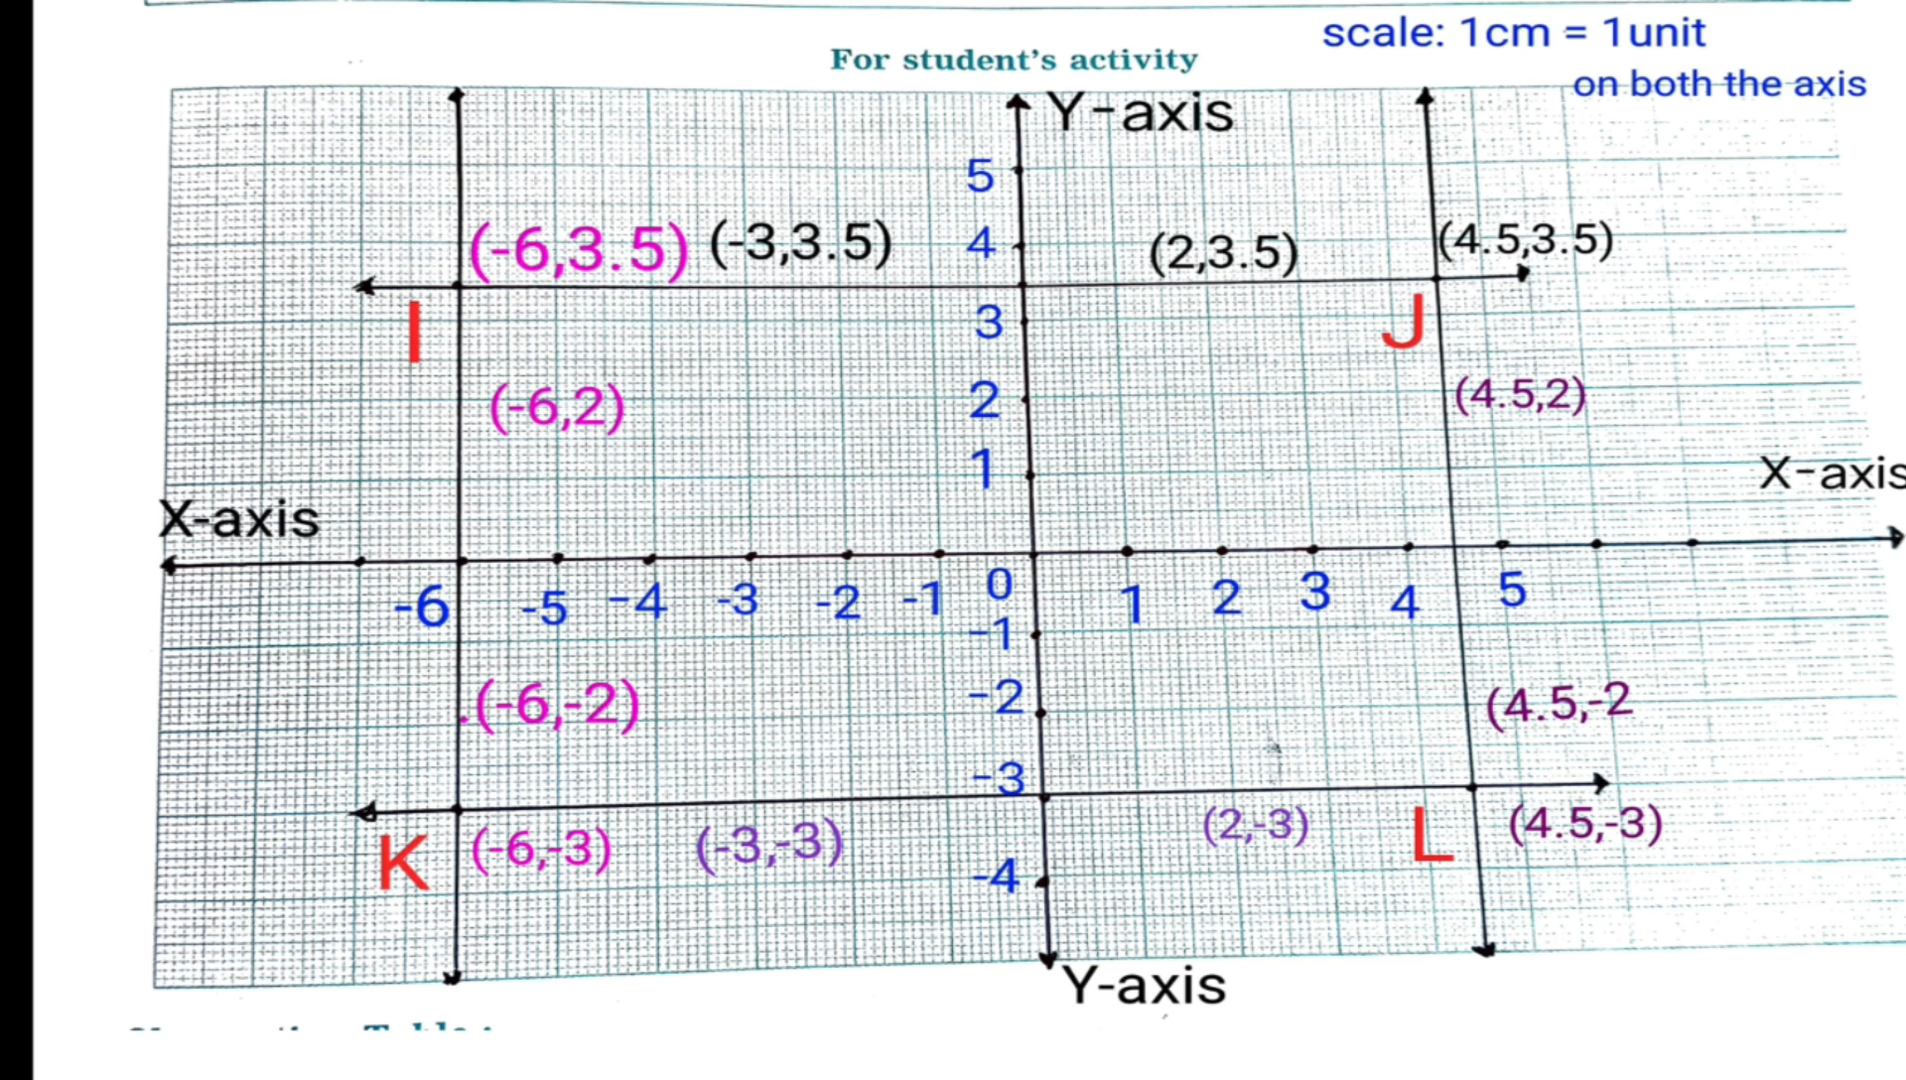 scale: 1cm = 1unit
on both the axis
For student's activity
Y-axis
5
(-6,3.5) (-3,3.5) 4 (2,3.5) (4.5,3.5)
I 3 J
(-6,2) 2 (4.5,2)
1 X-axis
X-axis
-6 -5 -4 -3 -2 -1 0 1 2 3 4 5
-1
.(-6,-2) -2 (4.5,-2
-3
K (-6,-3) (-3,-3) (2,-3) L (4.5,-3)
-4
Y-axis